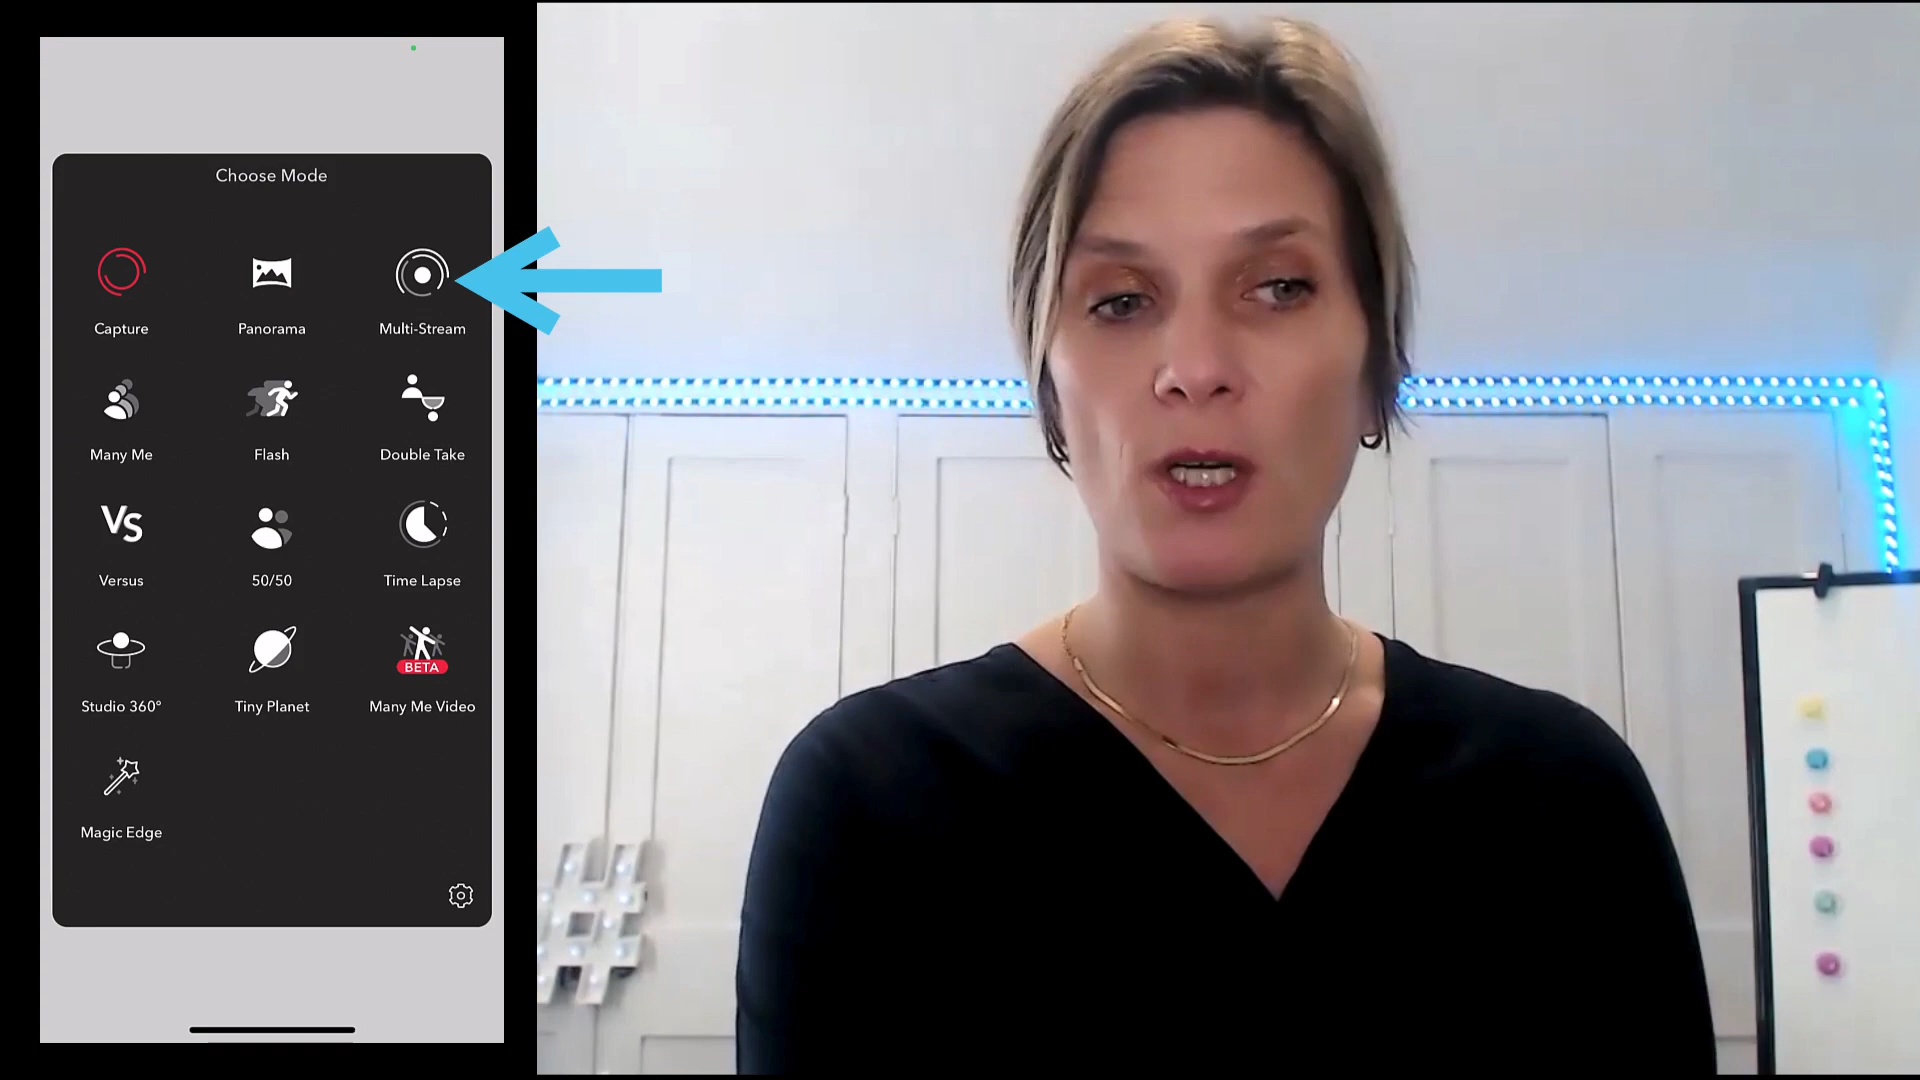 Choose Mode
Capture
Panorama
Multi-Stream
Many Me
Flash
Double Take
VS
Versus
50/50
Time Lapse
BETA
Studio 360°
Tiny Planet
Many Me Video
Magic Edge
#